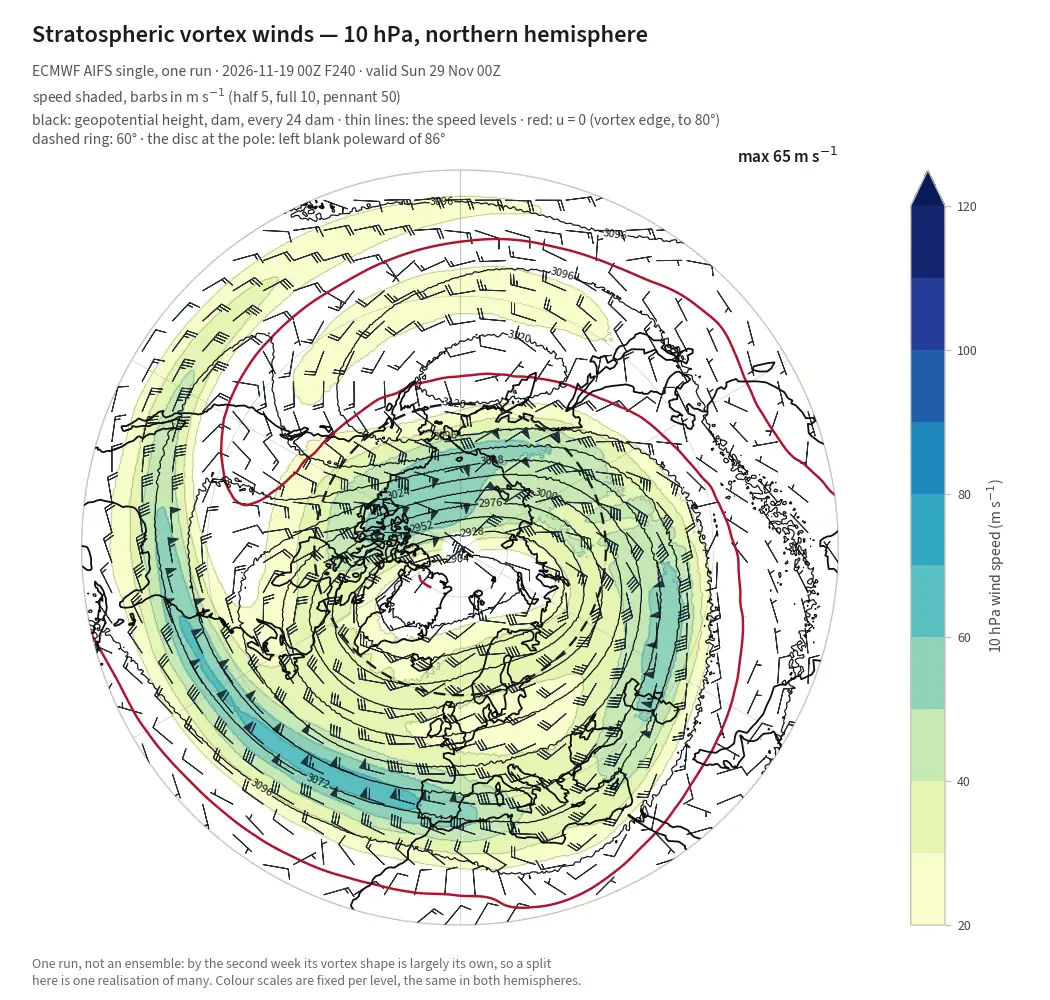 Stratospheric vortex winds — 10 hPa, northern hemisphere
ECMWF AIFS single, one run · 2026-11-19 00Z F240 · valid Sun 29 Nov 00Z
speed shaded, barbs in m s⁻¹ (half 5, full 10, pennant 50)
black: geopotential height, dam, every 24 dam · thin lines: the speed levels · red: u = 0 (vortex edge, to 80°)
dashed ring: 60° · the disc at the pole: left blank poleward of 86°
max 65 m s⁻¹
120
100
80
60
40
20
10 hPa wind speed (m s⁻¹)
3096
3096
3120
3000
3024
2976
2952
2928
3072
3096
One run, not an ensemble: by the second week its vortex shape is largely its own, so a split
here is one realisation of many. Colour scales are fixed per level, the same in both hemispheres.